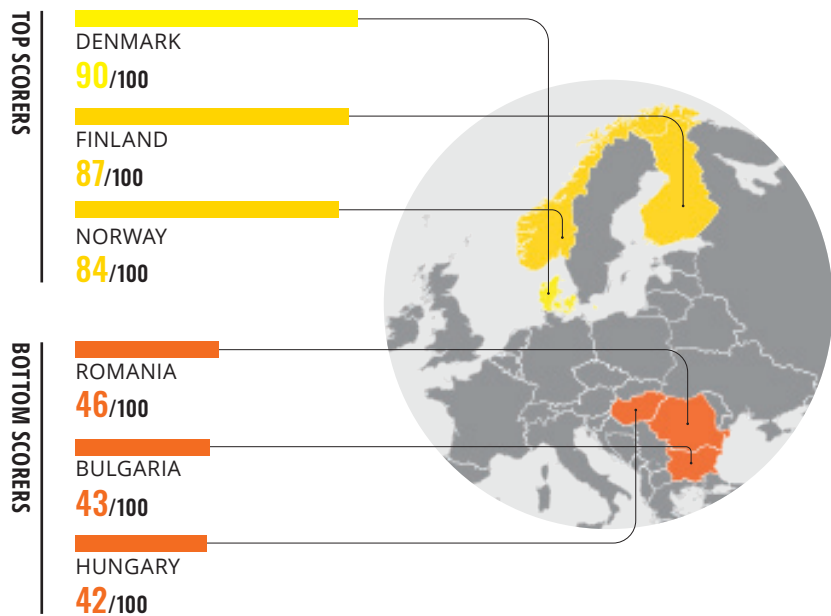 TOP SCORERS
DENMARK
90/100
FINLAND
87/100
NORWAY
84/100
BOTTOM SCORERS
ROMANIA
46/100
BULGARIA
43/100
HUNGARY
42/100